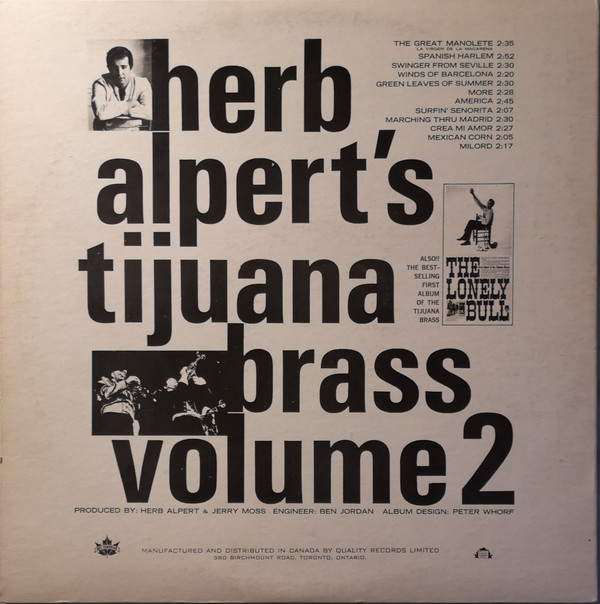 herb
alpert's
tijuana
brass
volume 2
THE GREAT MANOLETE 2:35
LA VIRGEN DE LA MACARENA
SPANISH HARLEM 2:52
SWINGER FROM SEVILLE 2:30
WINDS OF BARCELONA 2:20
GREEN LEAVES OF SUMMER 2:30
MORE 2:28
AMERICA 2:45
SURFIN' SENORITA 2:07
MARCHING THRU MADRID 2:30
CREA MI AMOR 2:27
MEXICAN CORN 2:05
MILORD 2:17
ALSO!!
THE BEST-
SELLING
FIRST
ALBUM
OF THE
TIJUANA
BRASS
THE
LONELY
BULL
PRODUCED BY: HERB ALPERT & JERRY MOSS ENGINEER: BEN JORDAN ALBUM DESIGN: PETER WHORF
MANUFACTURED AND DISTRIBUTED IN CANADA BY QUALITY RECORDS LIMITED
380 BIRCHMOUNT ROAD, TORONTO, ONTARIO.